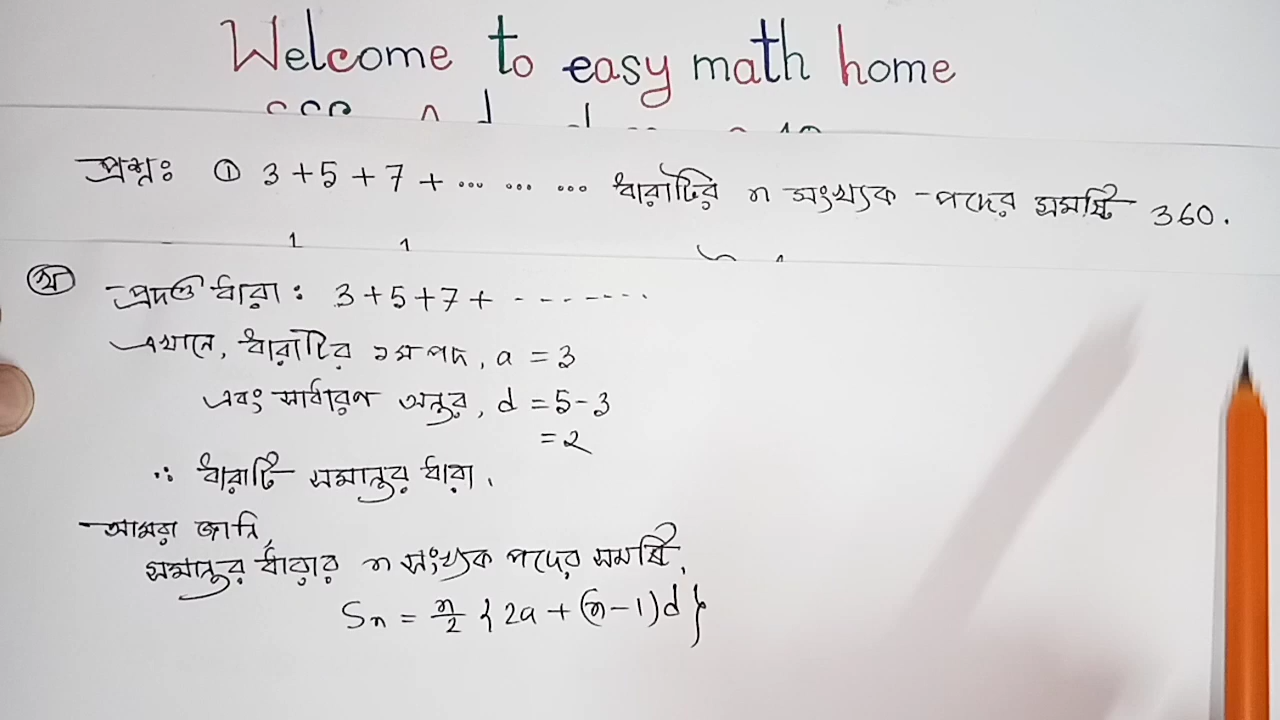 Welcome to easy math home
প্রশ্নঃ ① 3 + 5 + 7 + ... ... ... ধারাটির n সংখ্যক পদের সমষ্টি 360.
খ প্রদত্ত ধারা : 3 + 5 + 7 + - - - - - - -
এখানে, ধারাটির ১ম পদ, a = 3
এবং সাধারণ অন্তর, d = 5 - 3
= 2
∴ ধারাটি সমান্তর ধারা.
আমরা জানি,
সমান্তর ধারার n সংখ্যক পদের সমষ্টি,
Sn = n/2 { 2a + (n - 1)d }